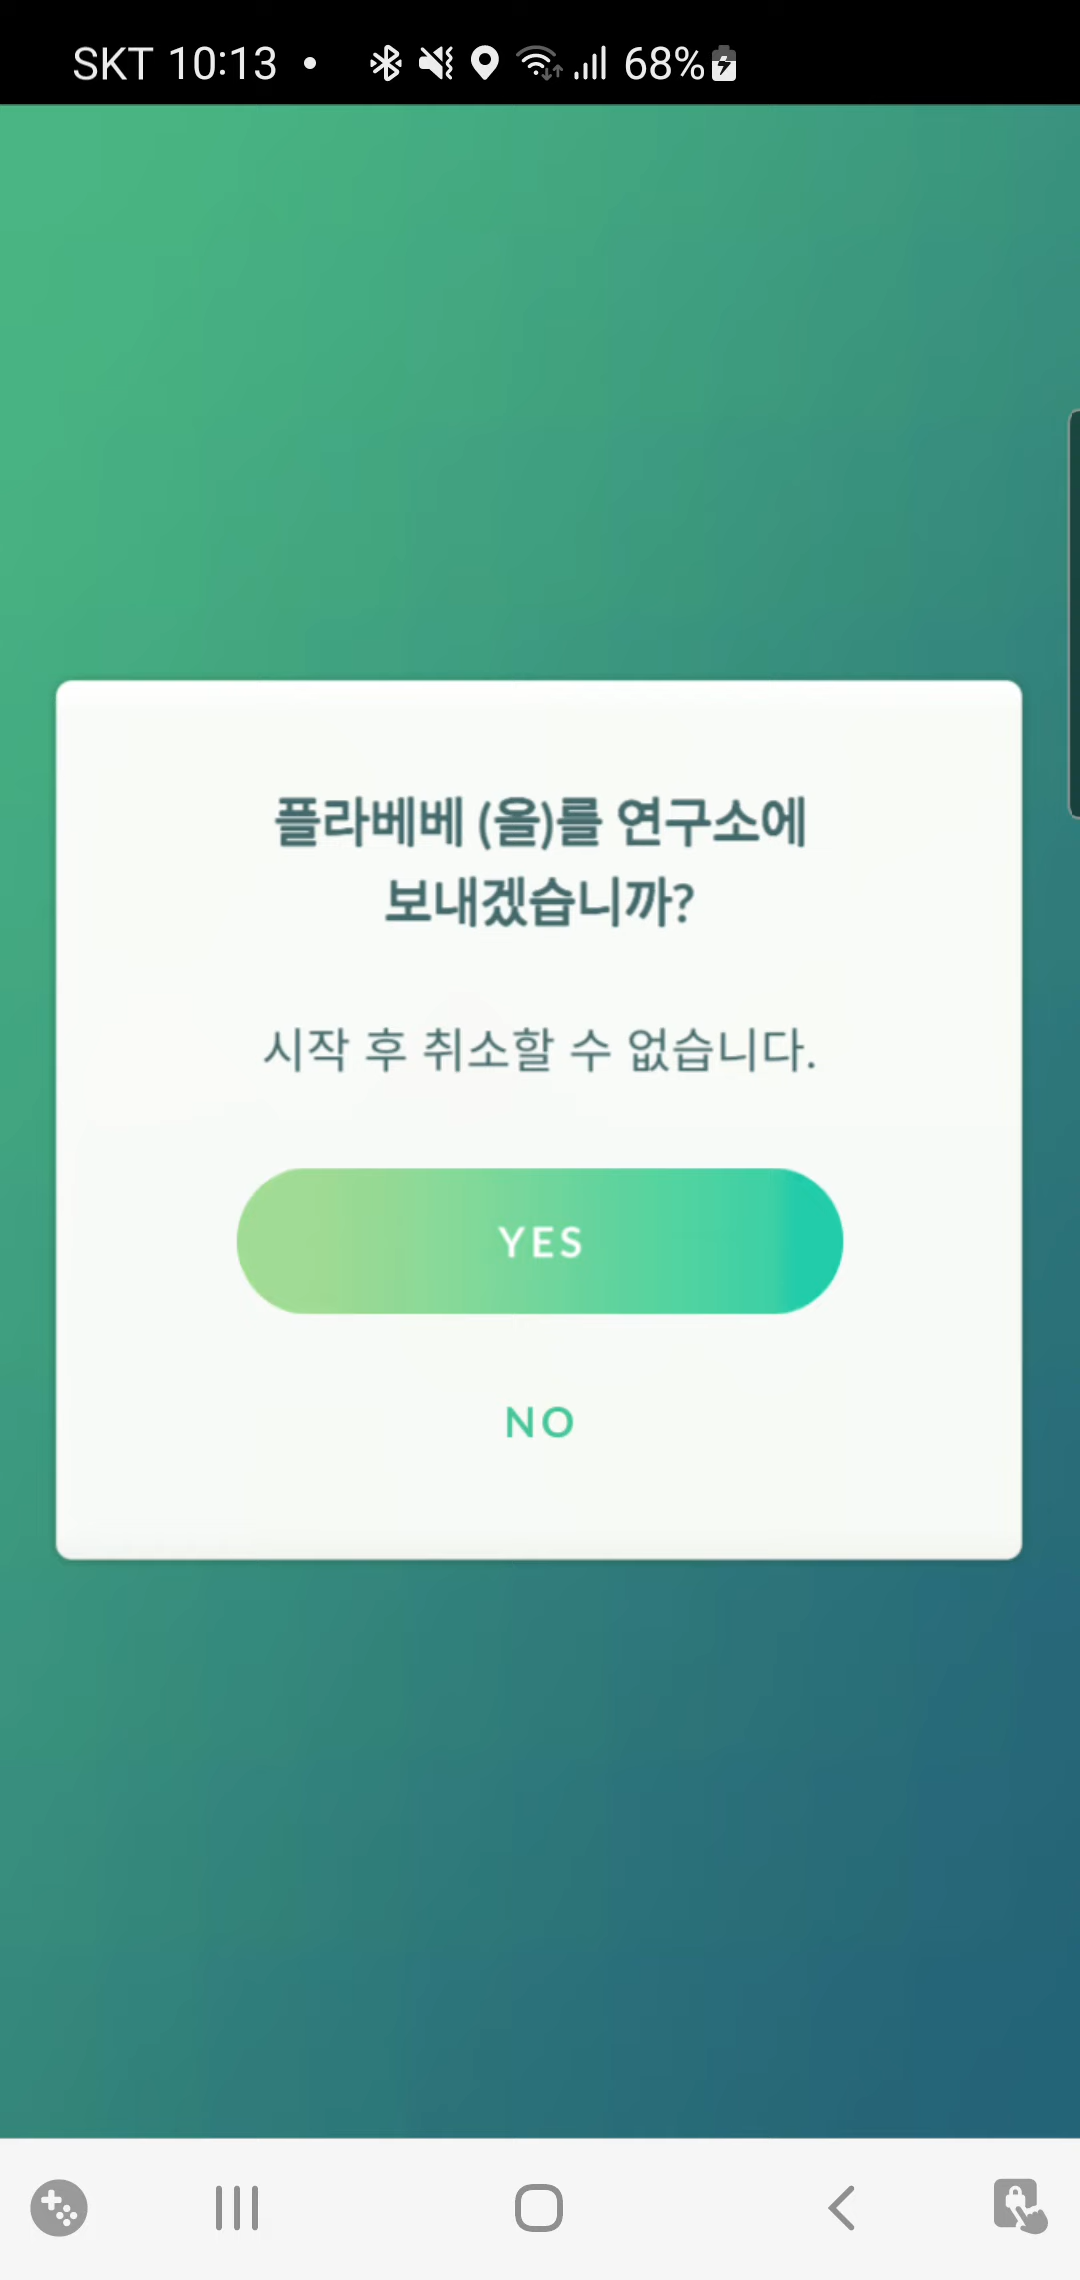 SKT 10:13 • 68%
플라베베 (을)를 연구소에
보내겠습니까?
시작 후 취소할 수 없습니다.
YES
NO